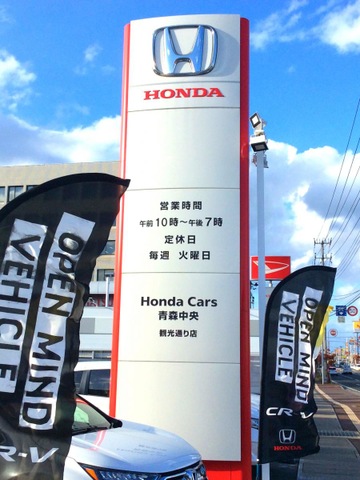 HONDA
営業時間
午前10時~午後7時
定休日
毎週 火曜日
Honda Cars
青森中央
観光通り店
OPEN MIND
VEHICLE
R-V
OPEN MIND
VEHICLE
CR-V
HONDA